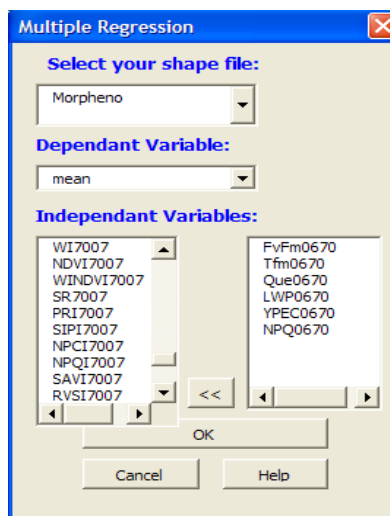 Multiple Regression
Select your shape file:
Morpheno
Dependant Variable:
mean
Independant Variables:
WI7007
NDVI7007
WINDVI7007
SR7007
PRI7007
SIPI7007
NPCI7007
NPQI7007
SAVI7007
RVSI7007
<<
FvFm0670
Tfm0670
Que0670
LWP0670
YPEC0670
NPQ0670
OK
Cancel
Help